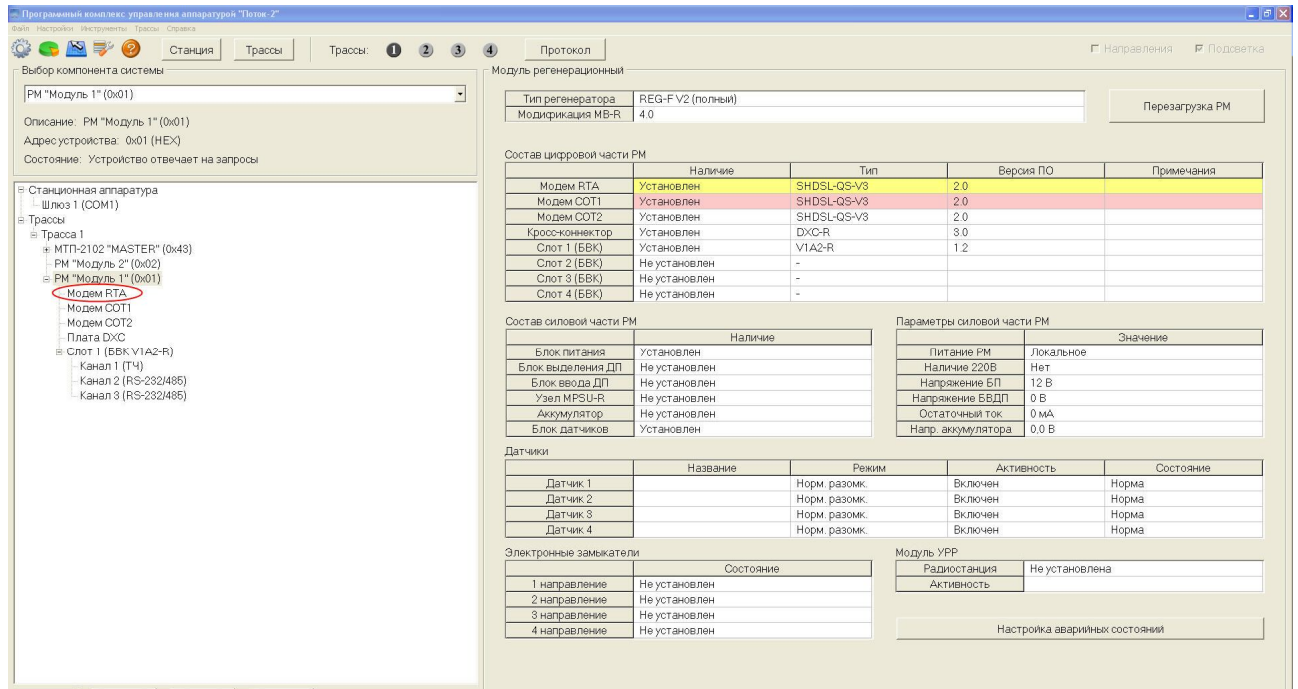 Программный комплекс управления аппаратурой "Поток-2"
Файл Настройки Инструменты Трассы Справка
Станция Трассы Трассы: 1 2 3 4 Протокол Направления Подсветка
Выбор компонента системы
РМ "Модуль 1" (0x01)
Описание: РМ "Модуль 1" (0x01)
Адрес устройства: 0x01 (HEX)
Состояние: Устройство отвечает на запросы
Станционная аппаратура
Шлюз 1 (COM1)
Трассы
Трасса 1
МТП-2102 "MASTER" (0x43)
РМ "Модуль 2" (0x02)
РМ "Модуль 1" (0x01)
Модем RTA
Модем COT1
Модем COT2
Плата DXC
Слот 1 (БВК V1A2-R)
Канал 1 (ТЧ)
Канал 2 (RS-232/485)
Канал 3 (RS-232/485)
Модуль регенерационный
Тип регенератора REG-F V2 (полный)
Модификация MB-R 4.0
Перезагрузка РМ
Состав цифровой части РМ
Наличие Тип Версия ПО Примечания
Модем RTA Установлен SHDSL-QS-V3 2.0
Модем COT1 Установлен SHDSL-QS-V3 2.0
Модем COT2 Установлен SHDSL-QS-V3 2.0
Кросс-коннектор Установлен DXC-R 3.0
Слот 1 (БВК) Установлен V1A2-R 1.2
Слот 2 (БВК) Не установлен -
Слот 3 (БВК) Не установлен -
Слот 4 (БВК) Не установлен -
Состав силовой части РМ
Наличие
Блок питания Установлен
Блок выделения ДП Не установлен
Блок ввода ДП Не установлен
Узел MPSU-R Не установлен
Аккумулятор Не установлен
Блок датчиков Установлен
Параметры силовой части РМ
Значение
Питание РМ Локальное
Наличие 220В Нет
Напряжение БП 12 В
Напряжение БВДП 0 В
Остаточный ток 0 мА
Напр. аккумулятора 0,0 В
Датчики
Название Режим Активность Состояние
Датчик 1 Норм. разомк. Включен Норма
Датчик 2 Норм. разомк. Включен Норма
Датчик 3 Норм. разомк. Включен Норма
Датчик 4 Норм. разомк. Включен Норма
Электронные замыкатели
Состояние
1 направление Не установлен
2 направление Не установлен
3 направление Не установлен
4 направление Не установлен
Модуль УРР
Радиостанция Не установлена
Активность
Настройка аварийных состояний